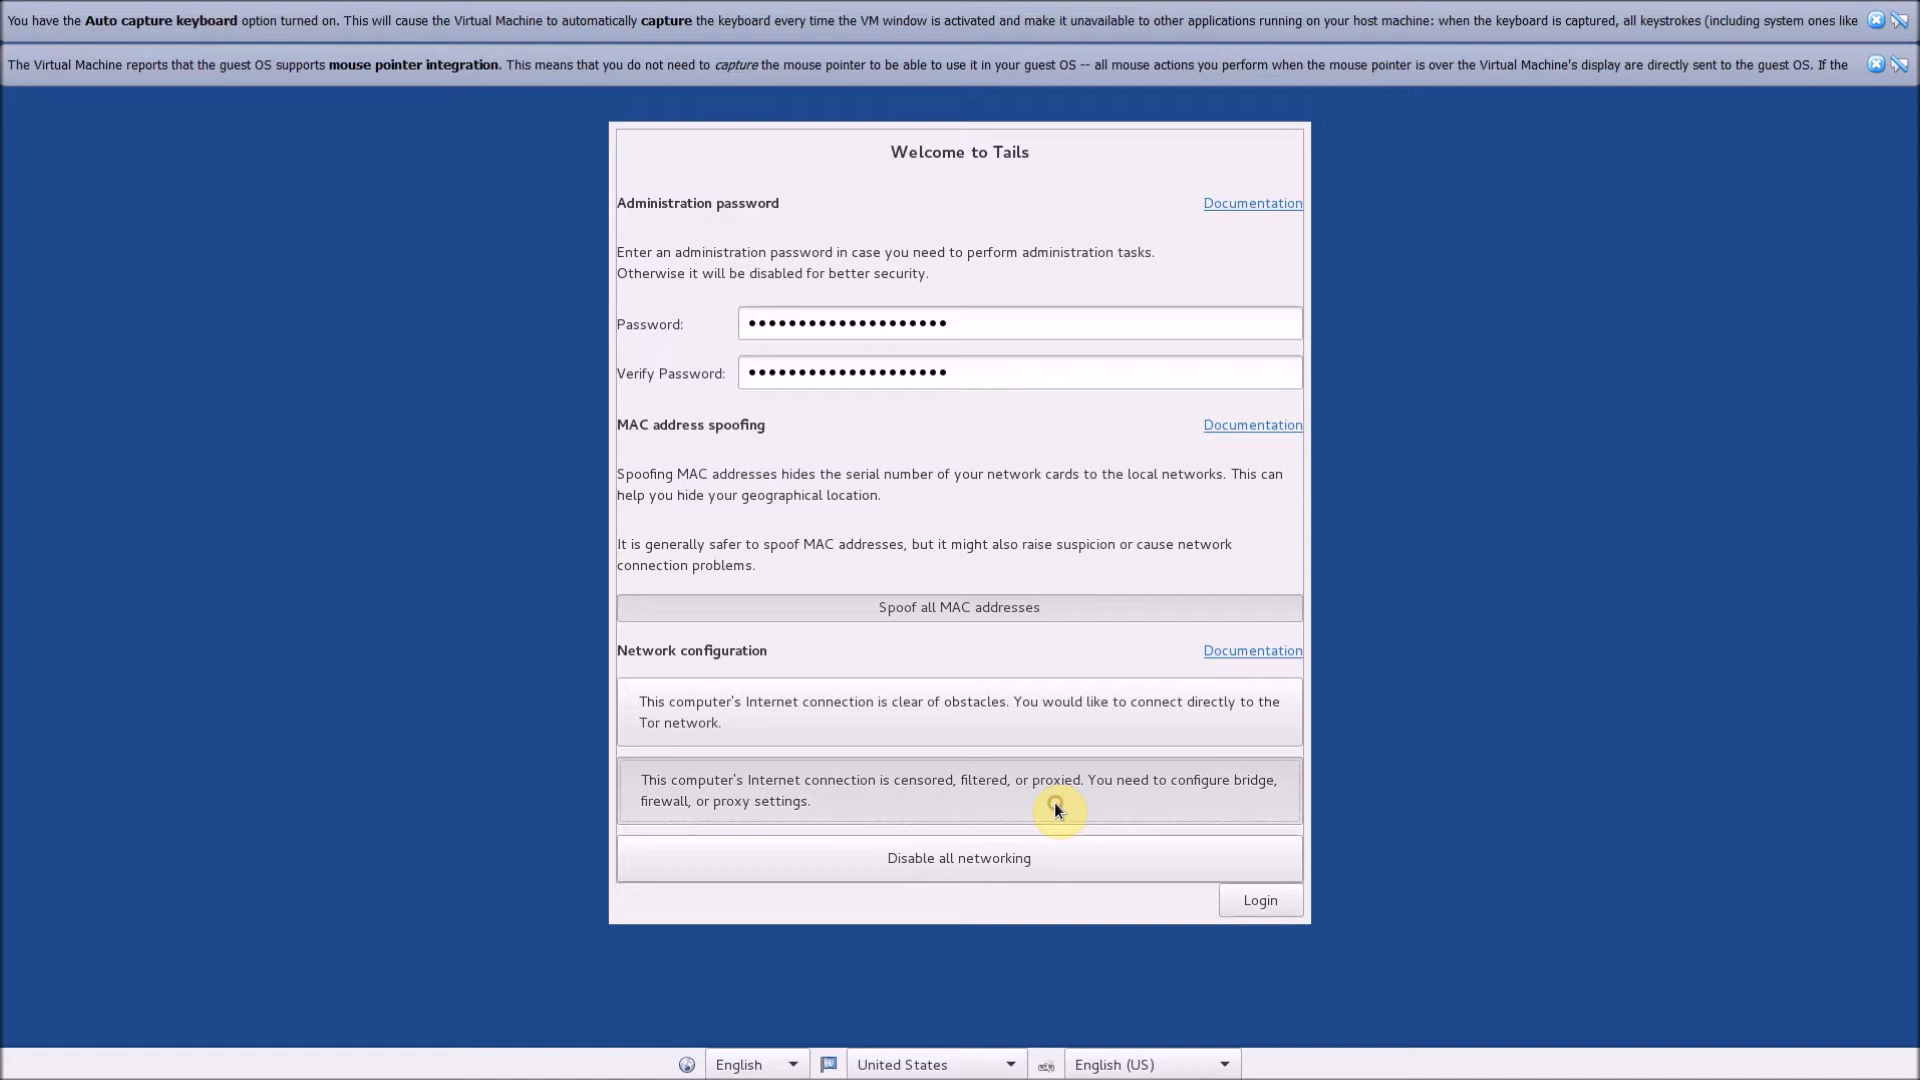 You have the Auto capture keyboard option turned on. This will cause the Virtual Machine to automatically capture the keyboard every time the VM window is activated and make it unavailable to other applications running on your host machine: when the keyboard is captured, all keystrokes (including system ones like
The Virtual Machine reports that the guest OS supports mouse pointer integration. This means that you do not need to capture the mouse pointer to be able to use it in your guest OS -- all mouse actions you perform when the mouse pointer is over the Virtual Machine's display are directly sent to the guest OS. If the
Welcome to Tails
Administration password Documentation
Enter an administration password in case you need to perform administration tasks.
Otherwise it will be disabled for better security.
Password:
Verify Password:
MAC address spoofing Documentation
Spoofing MAC addresses hides the serial number of your network cards to the local networks. This can
help you hide your geographical location.
It is generally safer to spoof MAC addresses, but it might also raise suspicion or cause network
connection problems.
Spoof all MAC addresses
Network configuration Documentation
This computer's Internet connection is clear of obstacles. You would like to connect directly to the
Tor network.
This computer's Internet connection is censored, filtered, or proxied. You need to configure bridge,
firewall, or proxy settings.
Disable all networking
Login
English United States English (US)